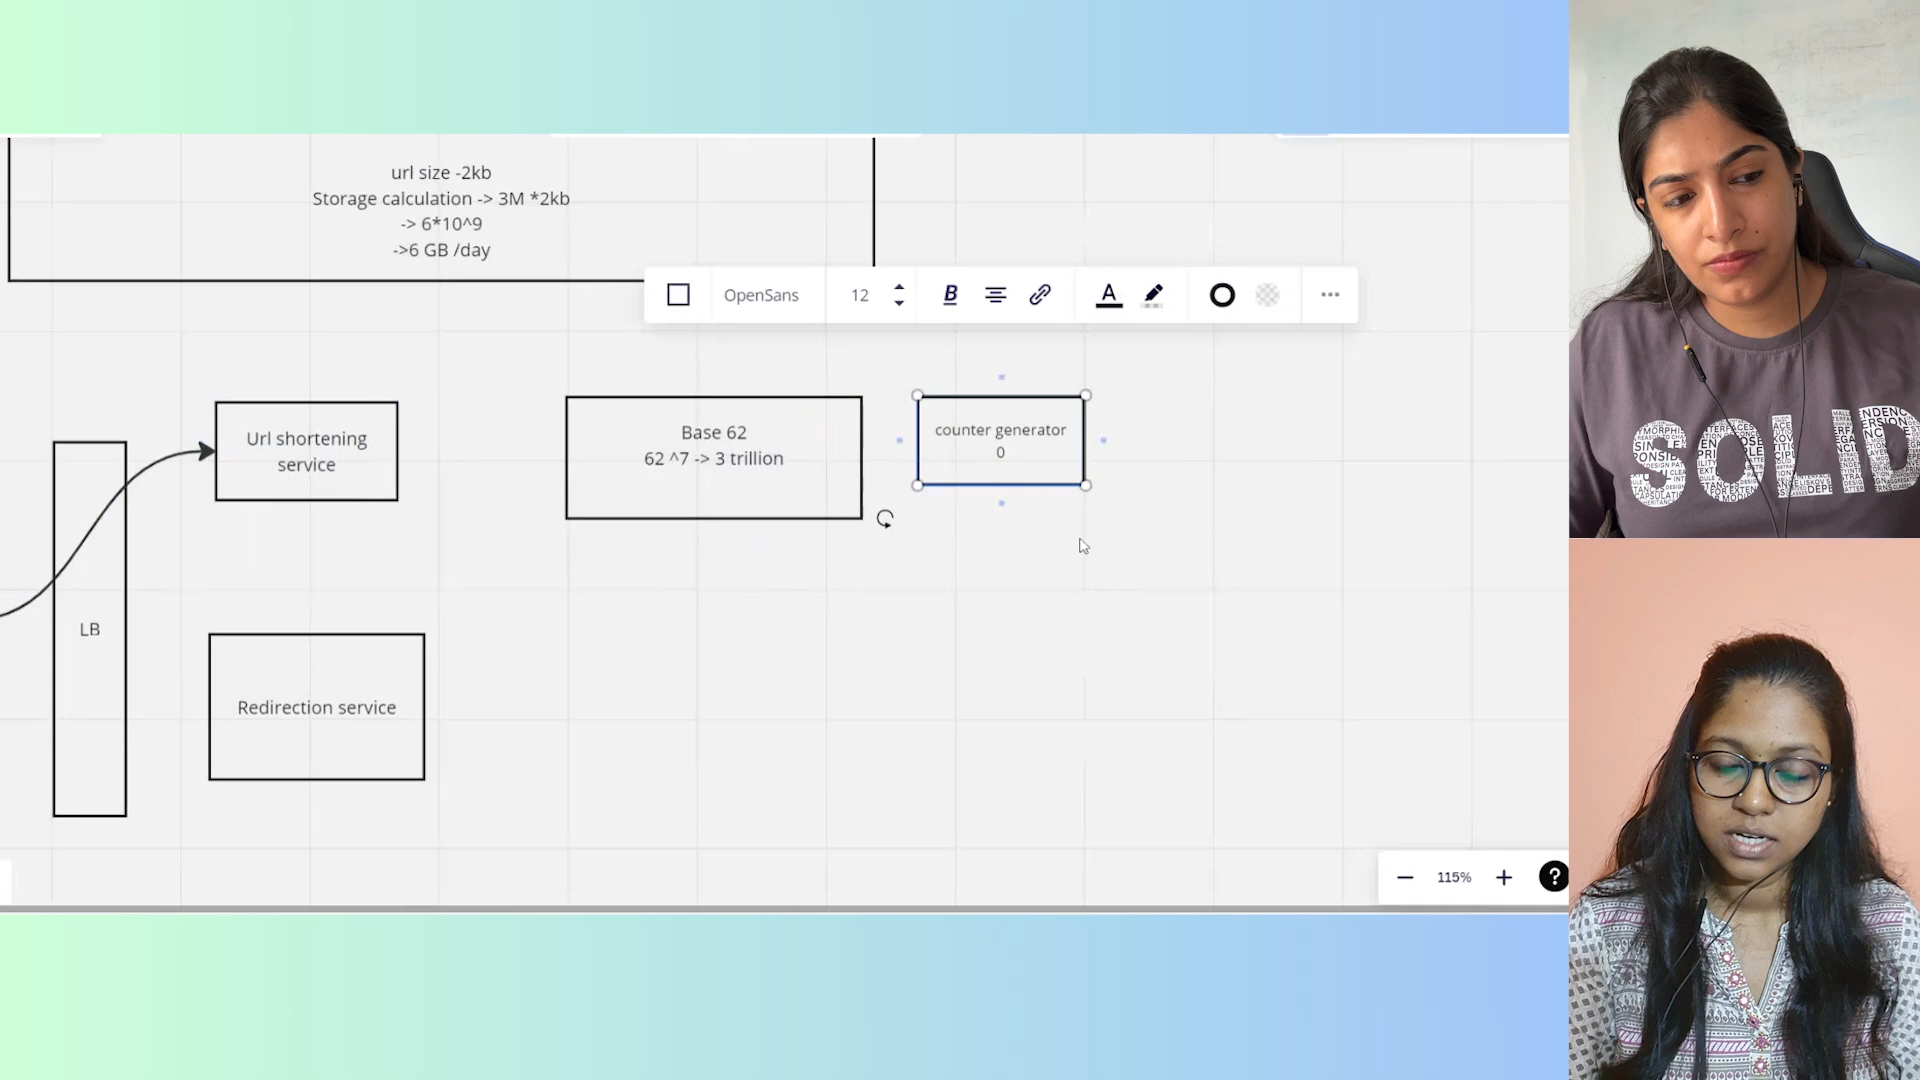 url size -2kb
Storage calculation -> 3M *2kb
-> 6*10^9
->6 GB /day
OpenSans
12
B
A
Url shortening
service
Base 62
62 ^7 -> 3 trillion
counter generator
0
LB
Redirection service
115%
?
SOLID